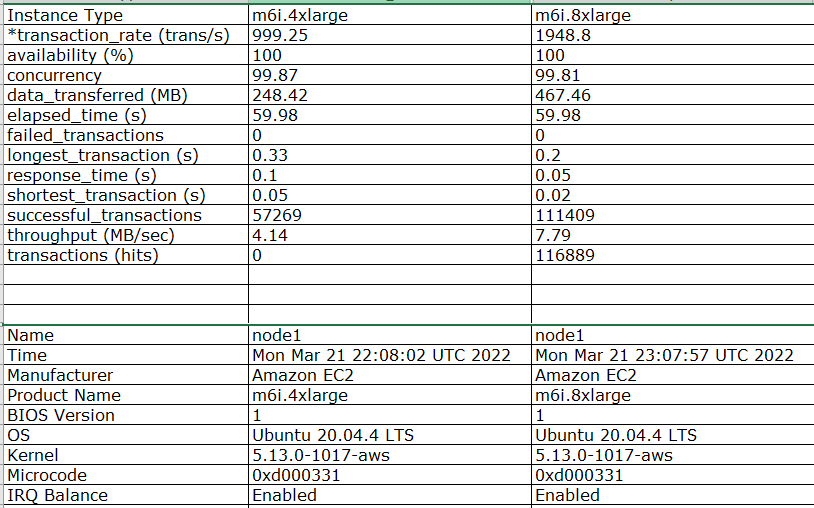 Instance Type m6i.4xlarge m6i.8xlarge
*transaction_rate (trans/s) 999.25 1948.8
availability (%) 100 100
concurrency 99.87 99.81
data_transferred (MB) 248.42 467.46
elapsed_time (s) 59.98 59.98
failed_transactions 0 0
longest_transaction (s) 0.33 0.2
response_time (s) 0.1 0.05
shortest_transaction (s) 0.05 0.02
successful_transactions 57269 111409
throughput (MB/sec) 4.14 7.79
transactions (hits) 0 116889
Name node1 node1
Time Mon Mar 21 22:08:02 UTC 2022 Mon Mar 21 23:07:57 UTC 2022
Manufacturer Amazon EC2 Amazon EC2
Product Name m6i.4xlarge m6i.8xlarge
BIOS Version 1 1
OS Ubuntu 20.04.4 LTS Ubuntu 20.04.4 LTS
Kernel 5.13.0-1017-aws 5.13.0-1017-aws
Microcode 0xd000331 0xd000331
IRQ Balance Enabled Enabled